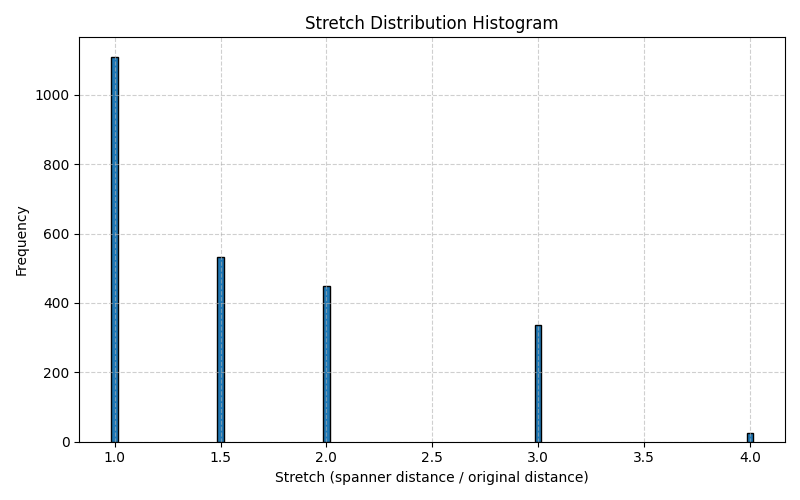 Stretch Distribution Histogram
1000
800
600
400
200
0
Frequency
1.0 1.5 2.0 2.5 3.0 3.5 4.0
Stretch (spanner distance / original distance)